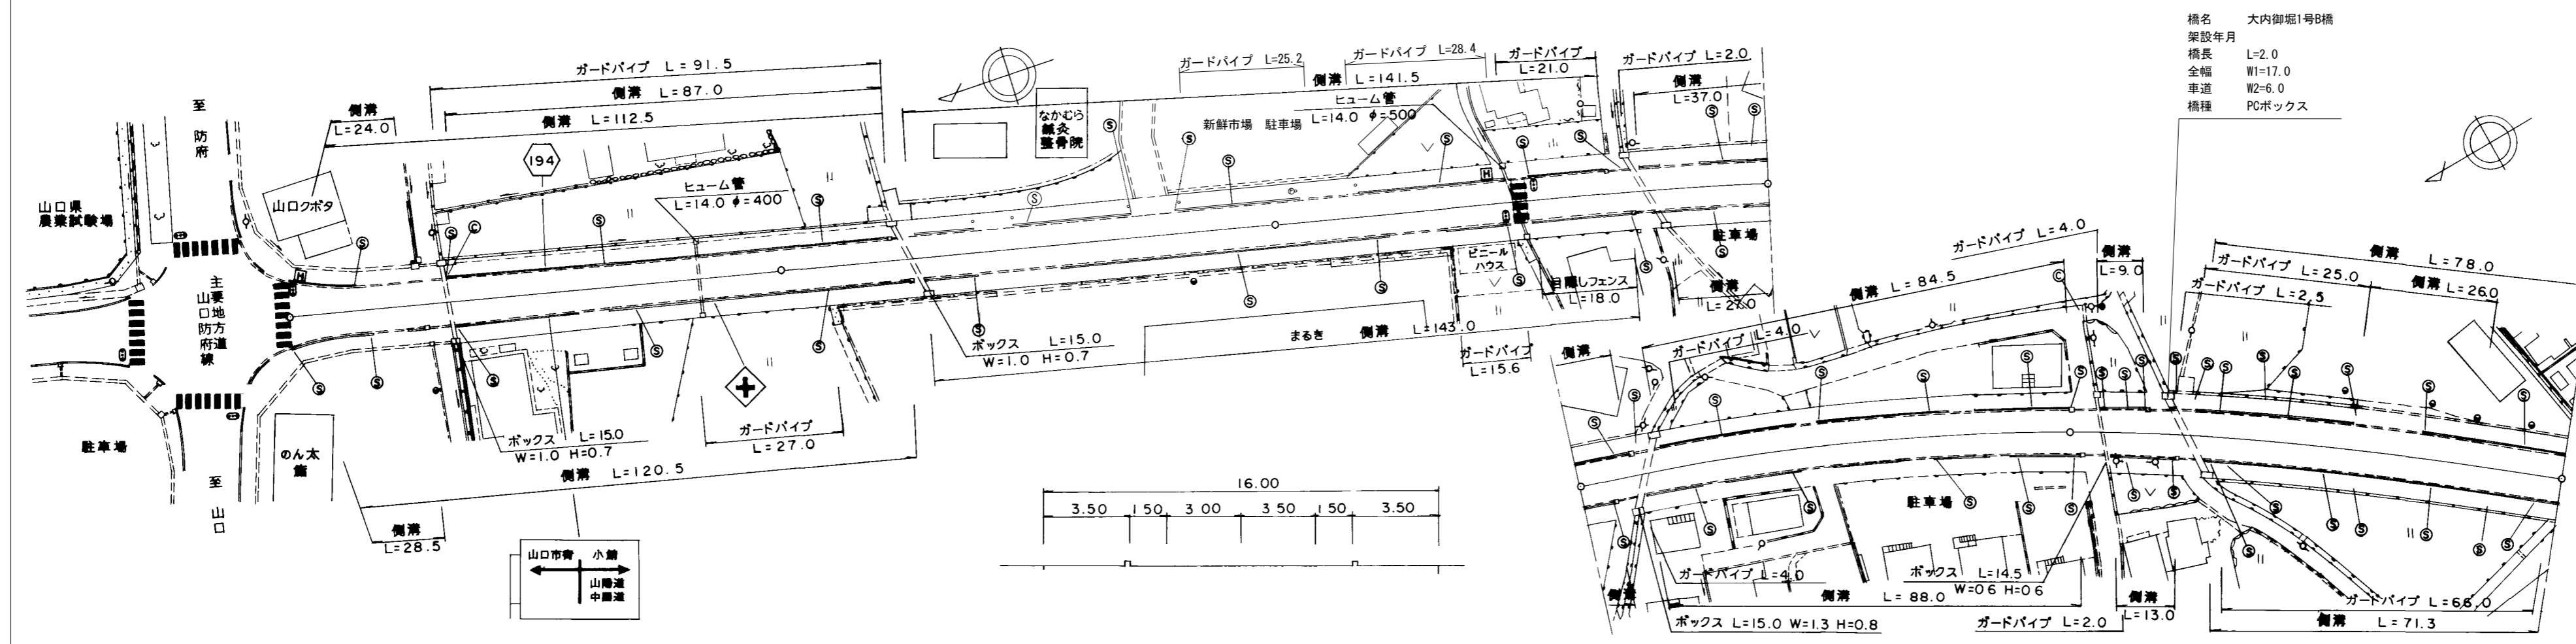 橋名 大内御堀1号B橋
架設年月
橋長 L=2.0
全幅 W1=17.0
車道 W2=6.0
橋種 PCボックス
ガードパイプ L=91.5
側溝 L=87.0
側溝 L=112.5
側溝
L=24.0
至
防
府
山口クボタ
山口県
農業試験場
主要地方道
山口防府線
駐車場
至
山
口
のん太
鮨
194
ヒューム管
L=14.0 φ=400
H
ボックス L=15.0
W=1.0 H=0.7
ガードパイプ
L=27.0
側溝 L=120.5
側溝
L=28.5
山口市街 小鯖
山陽道
中国道
なかむら
鍼灸
整骨院
ガードパイプ L=25.2
ガードパイプ L=28.4
側溝 L=141.5
ガードパイプ
L=21.0
ヒューム管
L=14.0 φ=500
新鮮市場 駐車場
H
ガードパイプ L=2.0
側溝
L=37.0
駐車場
ビニール
ハウス
目隠しフェンス
L=18.0
側溝
L=27.0
ボックス L=15.0
W=1.0 H=0.7
まるき 側溝 L=143.0
ガードパイプ
L=15.6
16.00
3.50 1.50 3.00 3.50 1.50 3.50
側溝
ガードパイプ L=4.0
側溝 L=84.5
ガードパイプ L=4.0
側溝
L=9.0
側溝 L=78.0
ガードパイプ L=25.0
側溝 L=26.0
ガードパイプ L=2.5
駐車場
ガードパイプ L=4.0
ボックス L=14.5
W=0.6 H=0.6
側溝
側溝
L=88.0
ボックス L=15.0 W=1.3 H=0.8
ガードパイプ L=2.0
側溝
L=13.0
ガードパイプ L=66.0
側溝 L=71.3